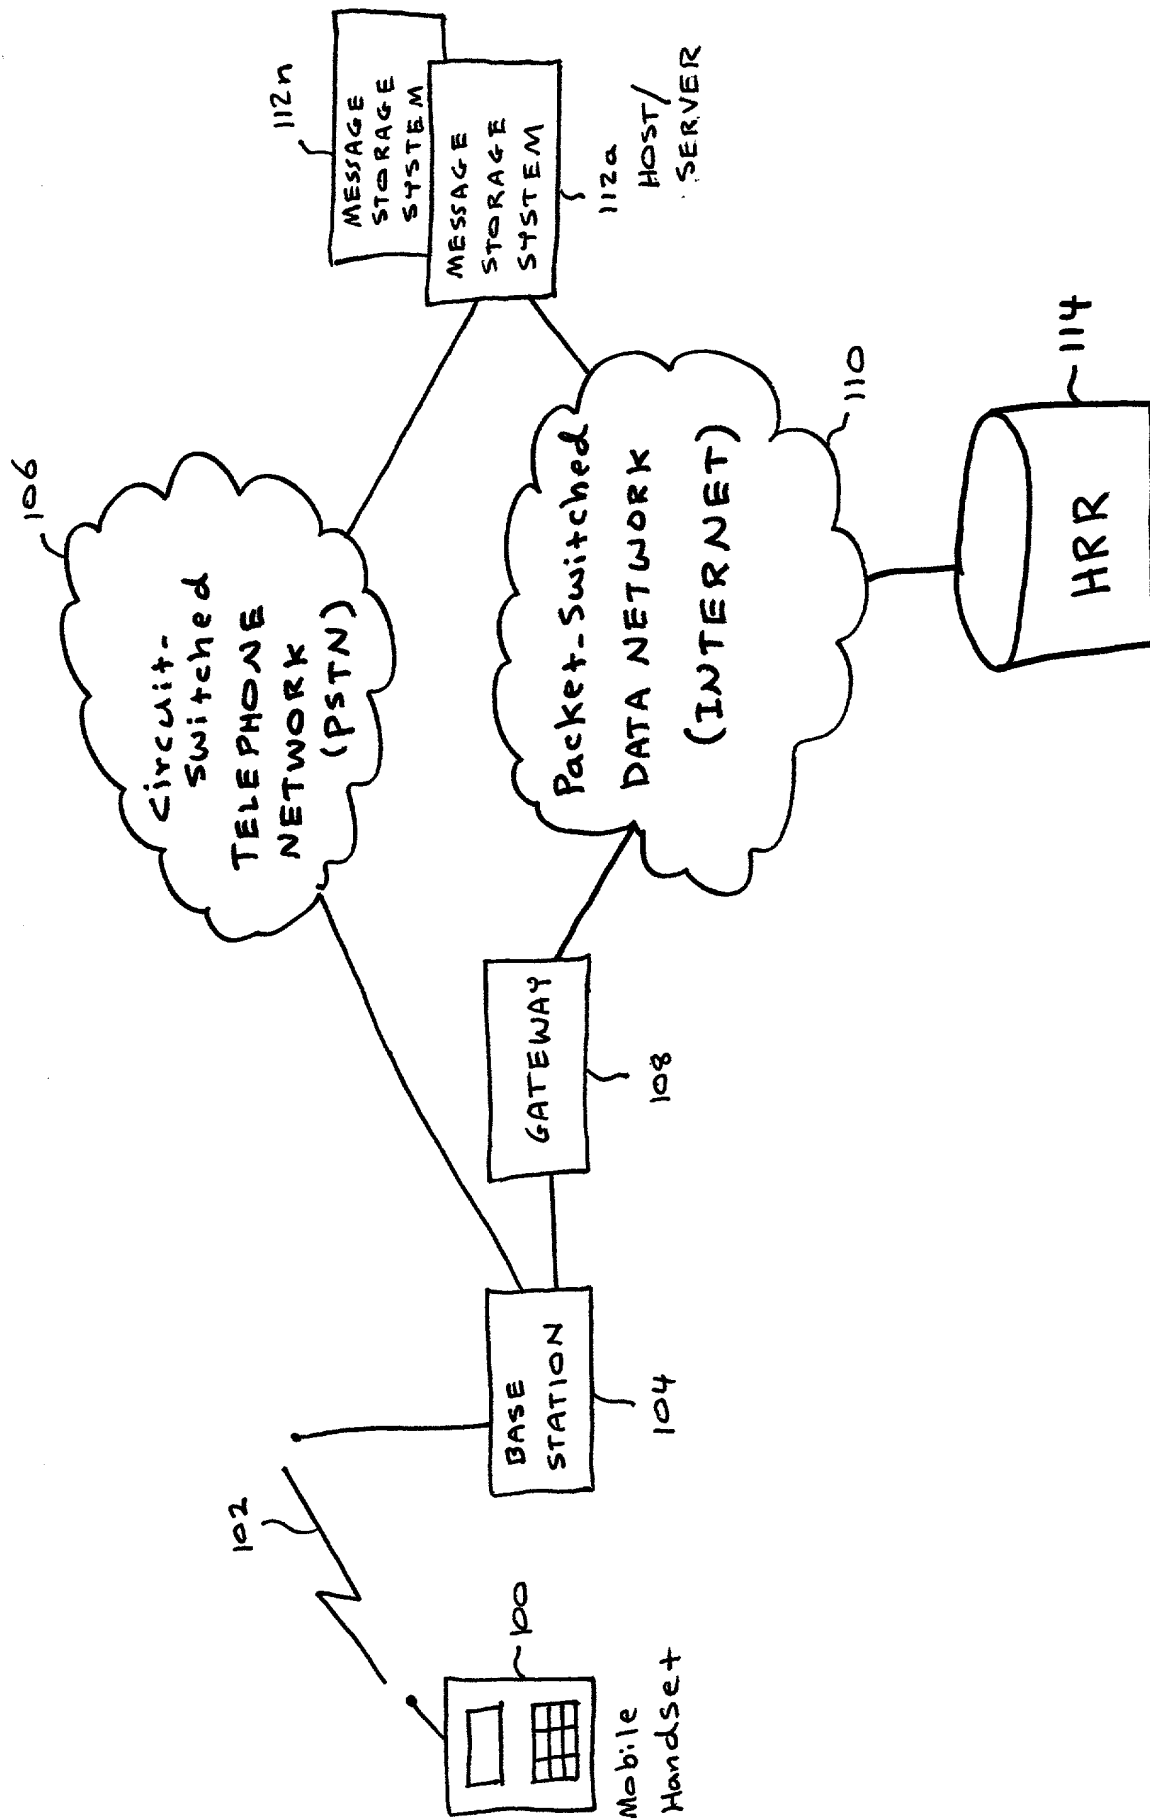 106
Circuit-
Switched
TELEPHONE
NETWORK
(PSTN)
112n
MESSAGE
STORAGE
SYSTEM
MESSAGE
STORAGE
SYSTEM
112a
HOST/
SERVER
102
100
Mobile
Handset
BASE
STATION
104
GATEWAY
108
Packet-Switched
DATA NETWORK
(INTERNET)
110
114
HRR